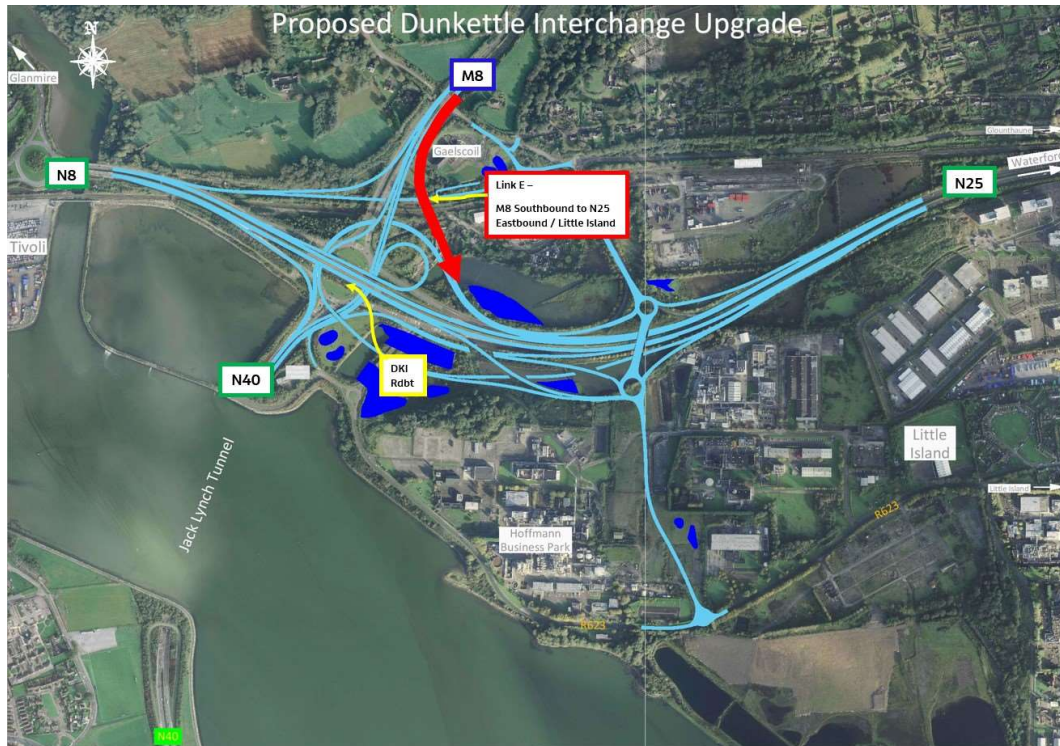 Proposed Dunkettle Interchange Upgrade
N
Glanmire
M8
Gaelscoil
Glounthaune
Waterford
N8
N25
Link E –
M8 Southbound to N25
Eastbound / Little Island
Tivoli
DKI
Rdbt
N40
Jack Lynch Tunnel
Little
Island
Little Island
R623
Hoffmann
Business Park
R623
N40